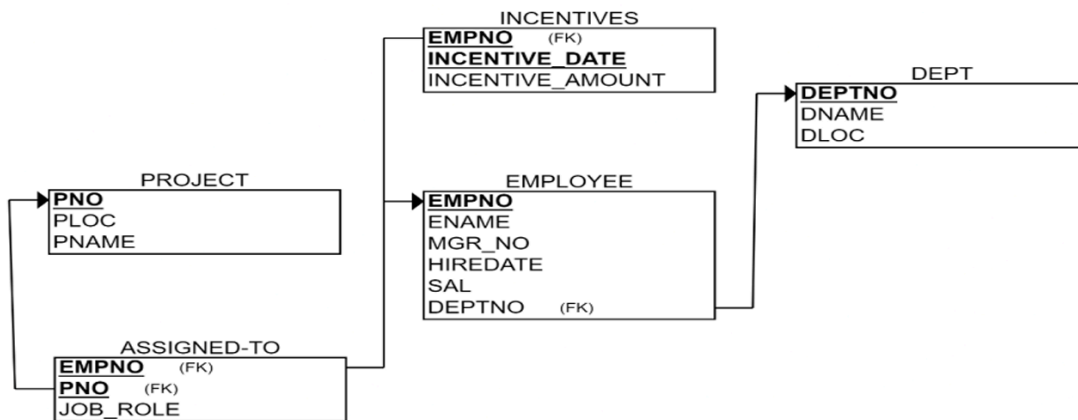 INCENTIVES
EMPNO (FK)
INCENTIVE_DATE
INCENTIVE_AMOUNT
DEPT
DEPTNO
DNAME
DLOC
PROJECT
PNO
PLOC
PNAME
EMPLOYEE
EMPNO
ENAME
MGR_NO
HIREDATE
SAL
DEPTNO (FK)
ASSIGNED-TO
EMPNO (FK)
PNO (FK)
JOB_ROLE